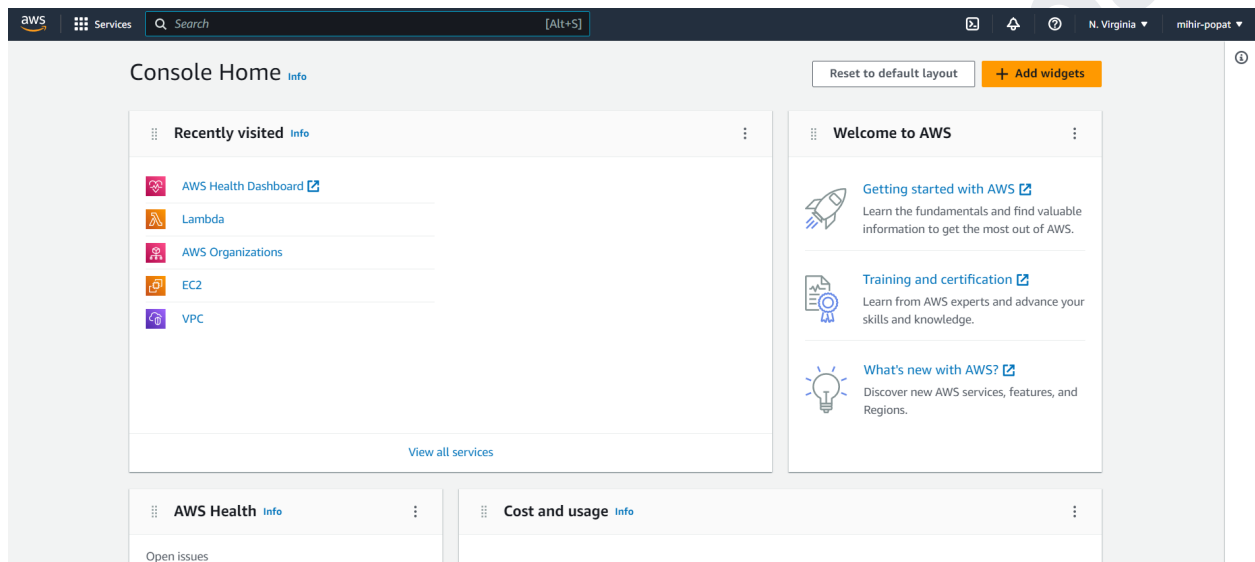 aws
Services
Search
[Alt+S]
N. Virginia
mihir-popat
Console Home Info
Reset to default layout
+ Add widgets
Recently visited Info
AWS Health Dashboard
Lambda
AWS Organizations
EC2
VPC
View all services
Welcome to AWS
Getting started with AWS
Learn the fundamentals and find valuable
information to get the most out of AWS.
Training and certification
Learn from AWS experts and advance your
skills and knowledge.
What's new with AWS?
Discover new AWS services, features, and
Regions.
AWS Health Info
Open issues
Cost and usage Info